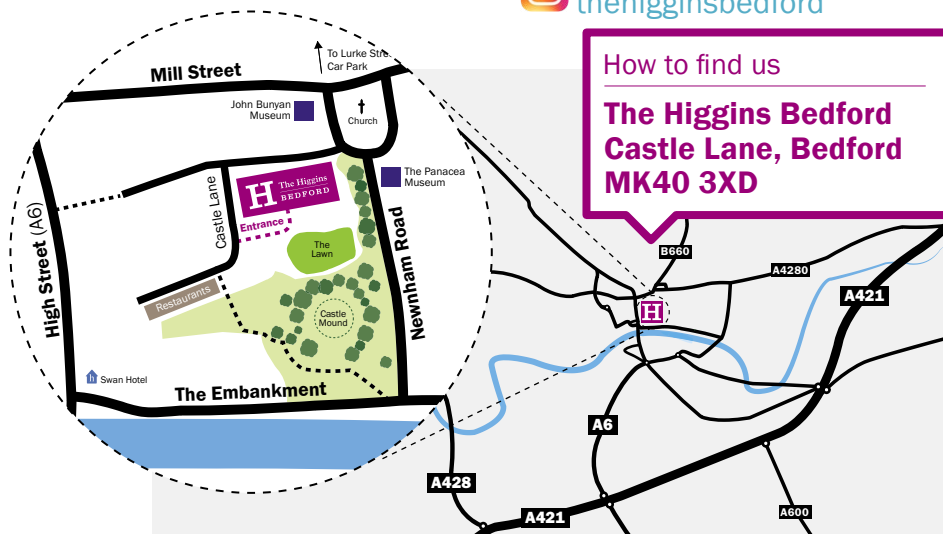 thehigginsbedford
How to find us
The Higgins Bedford
Castle Lane, Bedford
MK40 3XD
To Lurke Stre
Car Park
Mill Street
John Bunyan
Museum
Church
The Panacea
Museum
H The Higgins
BEDFORD
Entrance
Castle Lane
High Street (A6)
The
Lawn
Newnham Road
Restaurants
Castle
Mound
h Swan Hotel
The Embankment
B660
A4280
A421
H
A6
A428
A421
A600